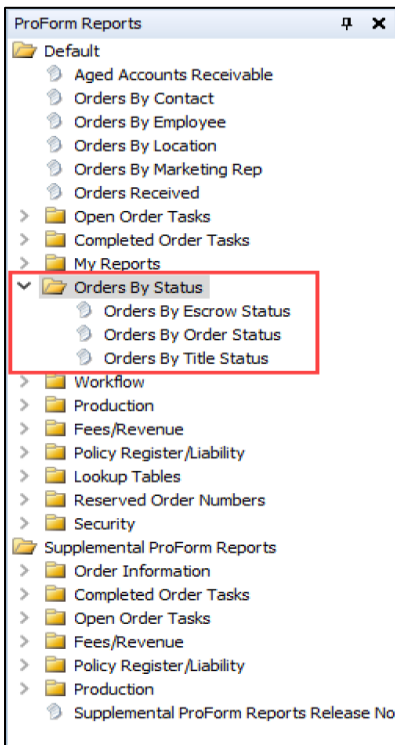 ProForm Reports
Default
Aged Accounts Receivable
Orders By Contact
Orders By Employee
Orders By Location
Orders By Marketing Rep
Orders Received
Open Order Tasks
Completed Order Tasks
My Reports
Orders By Status
Orders By Escrow Status
Orders By Order Status
Orders By Title Status
Workflow
Production
Fees/Revenue
Policy Register/Liability
Lookup Tables
Reserved Order Numbers
Security
Supplemental ProForm Reports
Order Information
Completed Order Tasks
Open Order Tasks
Fees/Revenue
Policy Register/Liability
Production
Supplemental ProForm Reports Release No